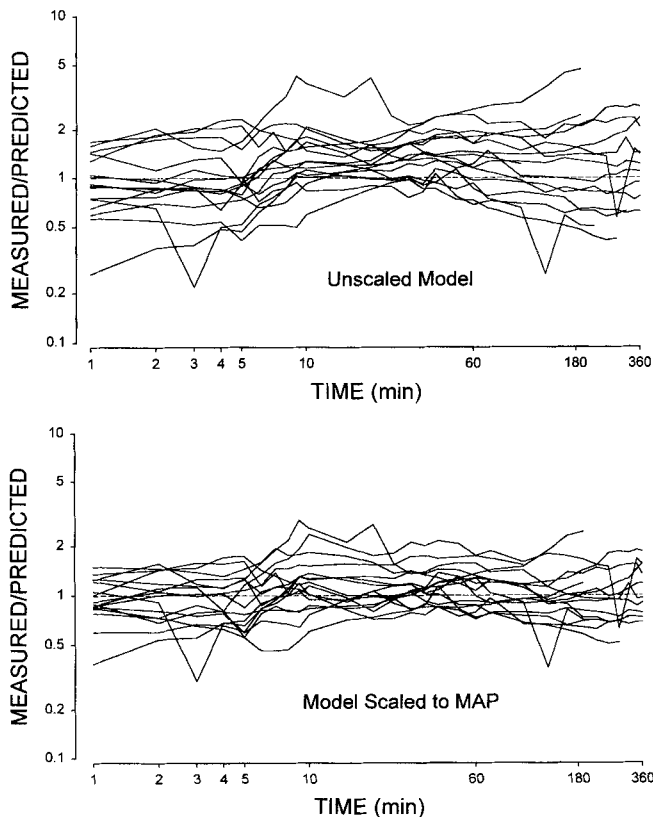 10
5
2
1
0.5
0.2
0.1
MEASURED/PREDICTED
Unscaled Model
1 2 3 4 5 10 60 180 360
TIME (min)
10
5
2
1
0.5
0.2
0.1
MEASURED/PREDICTED
Model Scaled to MAP
1 2 3 4 5 10 60 180 360
TIME (min)